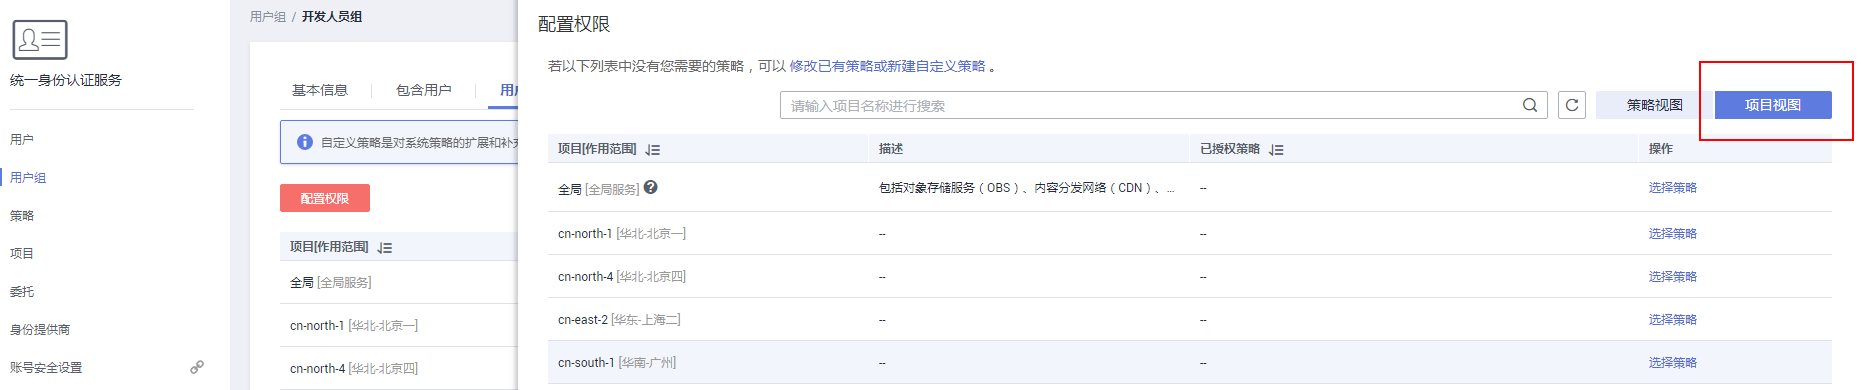 统一身份认证服务
用户
用户组
策略
项目
委托
身份提供商
账号安全设置
用户组 / 开发人员组
基本信息 包含用户
自定义策略是对系统策略的扩展和补充
配置权限
项目[作用范围]
全局 [全局服务]
cn-north-1 [华北-北京一]
cn-north-4 [华北-北京四]
配置权限
若以下列表中没有您需要的策略，可以 修改已有策略或新建自定义策略 。
请输入项目名称进行搜索 策略视图 项目视图
项目[作用范围] 描述 已授权策略 操作
全局 [全局服务] 包括对象存储服务（OBS）、内容分发网络（CDN）、... -- 选择策略
cn-north-1 [华北-北京一] -- -- 选择策略
cn-north-4 [华北-北京四] -- -- 选择策略
cn-east-2 [华东-上海二] -- -- 选择策略
cn-south-1 [华南-广州] -- -- 选择策略